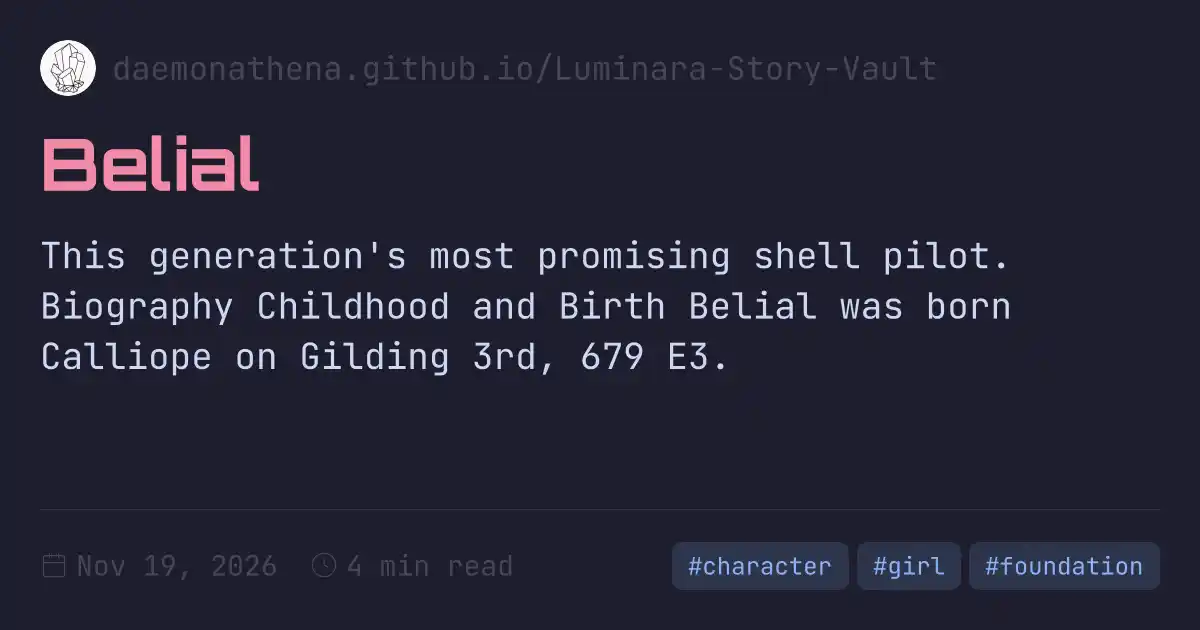 daemonathena.github.io/Luminara-Story-Vault
Belial
This generation's most promising shell pilot.
Biography Childhood and Birth Belial was born
Calliope on Gilding 3rd, 679 E3.
Nov 19, 2026 4 min read #character #girl #foundation